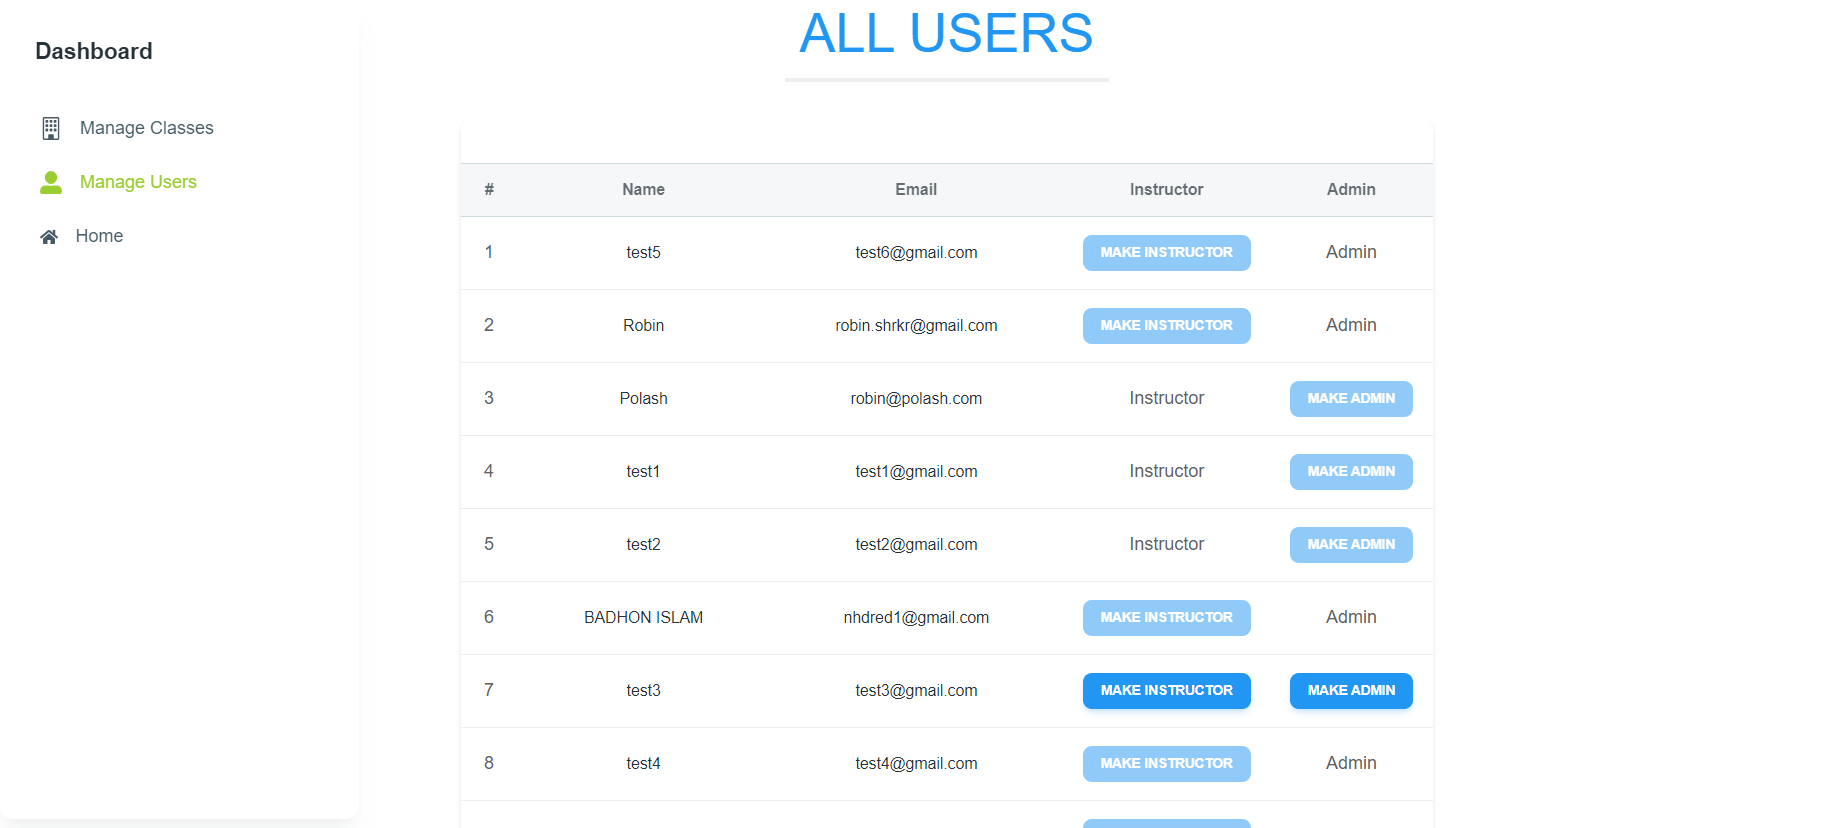 Dashboard
Manage Classes
Manage Users
Home
ALL USERS
# Name Email Instructor Admin
1 test5 test6@gmail.com MAKE INSTRUCTOR Admin
2 Robin robin.shrkr@gmail.com MAKE INSTRUCTOR Admin
3 Polash robin@polash.com Instructor MAKE ADMIN
4 test1 test1@gmail.com Instructor MAKE ADMIN
5 test2 test2@gmail.com Instructor MAKE ADMIN
6 BADHON ISLAM nhdred1@gmail.com MAKE INSTRUCTOR Admin
7 test3 test3@gmail.com MAKE INSTRUCTOR MAKE ADMIN
8 test4 test4@gmail.com MAKE INSTRUCTOR Admin